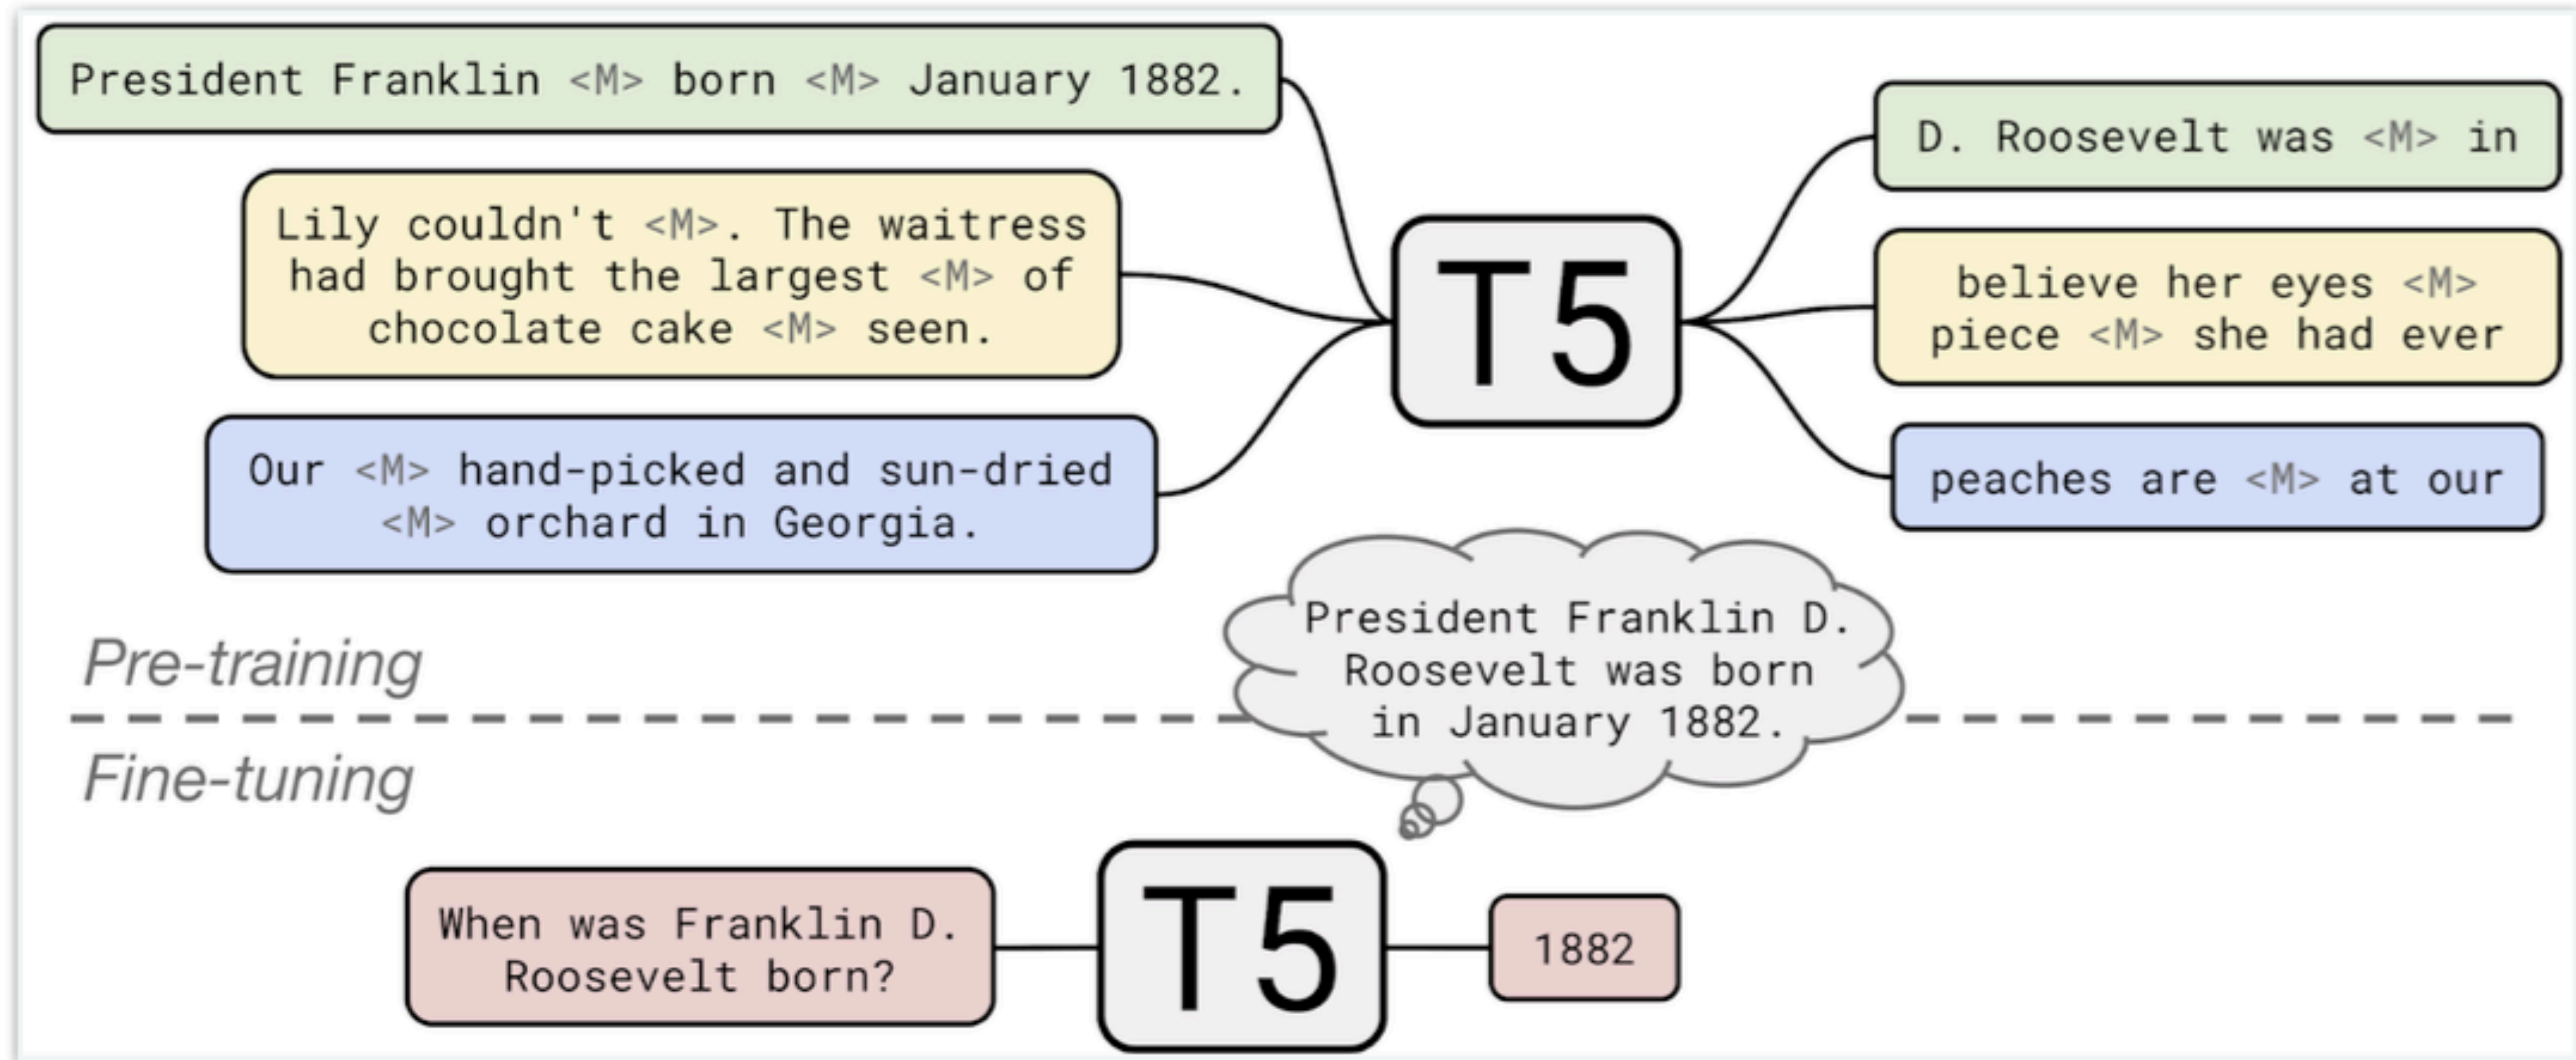 President Franklin <M> born <M> January 1882.
Lily couldn't <M>. The waitress
had brought the largest <M> of
chocolate cake <M> seen.
Our <M> hand-picked and sun-dried
<M> orchard in Georgia.
T5
D. Roosevelt was <M> in
believe her eyes <M>
piece <M> she had ever
peaches are <M> at our
President Franklin D.
Roosevelt was born
in January 1882.
Pre-training
Fine-tuning
When was Franklin D.
Roosevelt born?
T5
1882